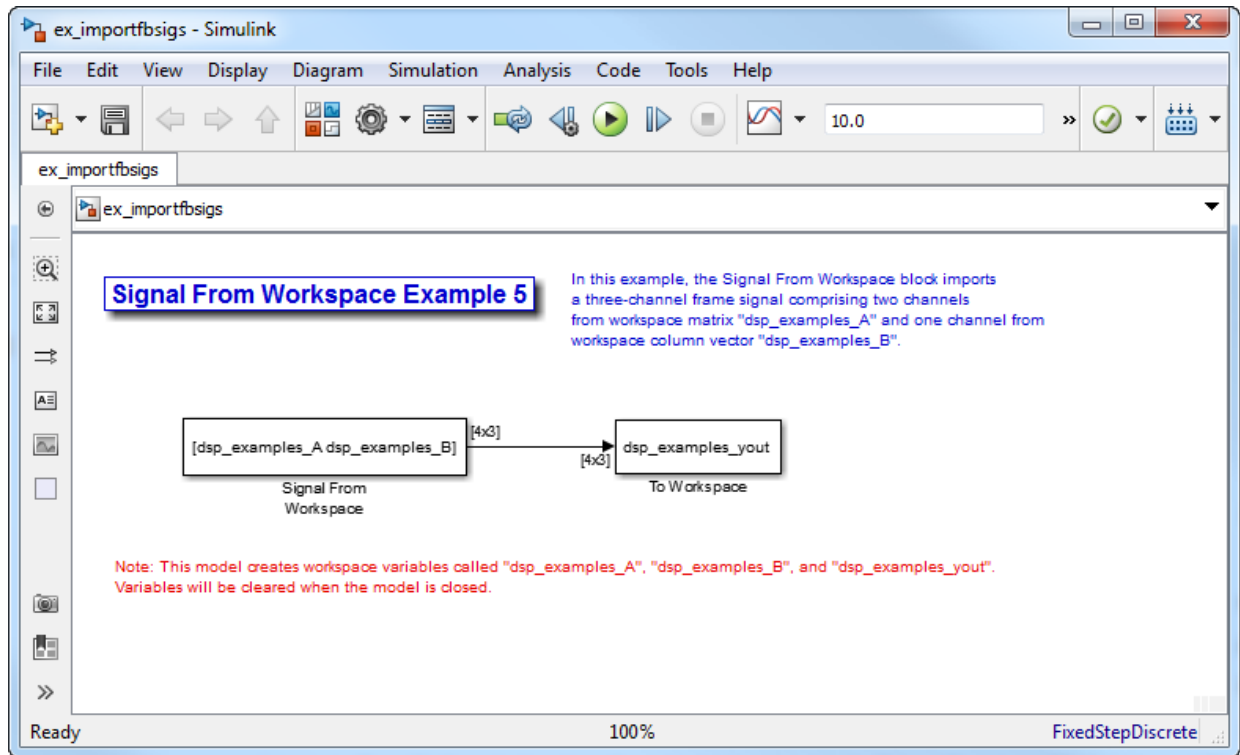 ex_importfbsigs - Simulink
File Edit View Display Diagram Simulation Analysis Code Tools Help
10.0
ex_importfbsigs
ex_importfbsigs
Signal From Workspace Example 5
In this example, the Signal From Workspace block imports
a three-channel frame signal comprising two channels
from workspace matrix "dsp_examples_A" and one channel from
workspace column vector "dsp_examples_B".
[dsp_examples_A dsp_examples_B]
[4x3]
[4x3]
dsp_examples_yout
Signal From
Workspace
To Workspace
Note: This model creates workspace variables called "dsp_examples_A", "dsp_examples_B", and "dsp_examples_yout".
Variables will be cleared when the model is closed.
Ready 100% FixedStepDiscrete